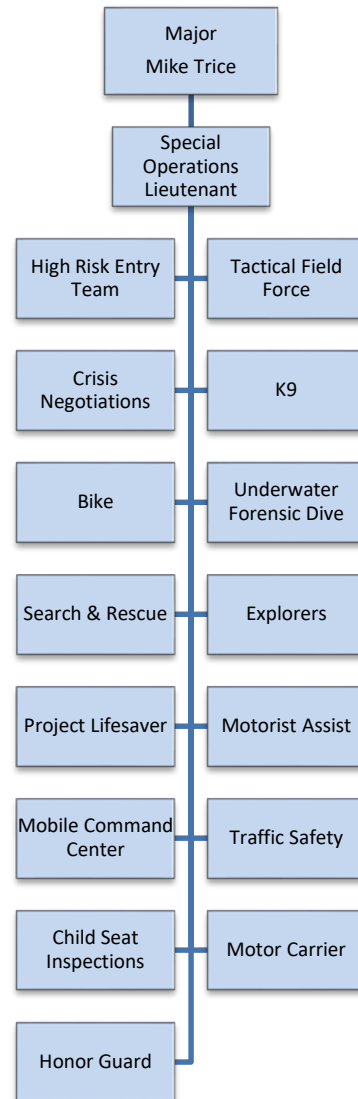 Major
Mike Trice
Special
Operations
Lieutenant
High Risk Entry
Team
Tactical Field
Force
Crisis
Negotiations
K9
Bike
Underwater
Forensic Dive
Search & Rescue
Explorers
Project Lifesaver
Motorist Assist
Mobile Command
Center
Traffic Safety
Child Seat
Inspections
Motor Carrier
Honor Guard